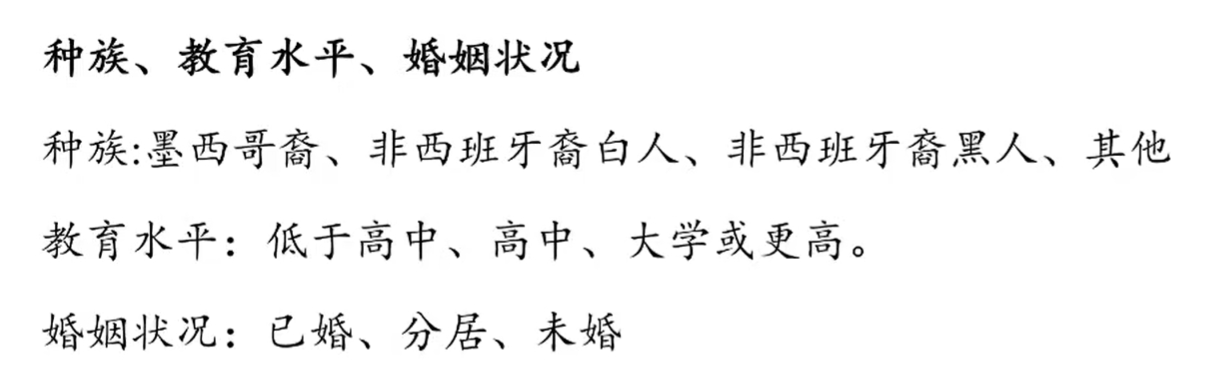 种族、教育水平、婚姻状况
种族:墨西哥裔、非西班牙裔白人、非西班牙裔黑人、其他
教育水平：低于高中、高中、大学或更高。
婚姻状况：已婚、分居、未婚